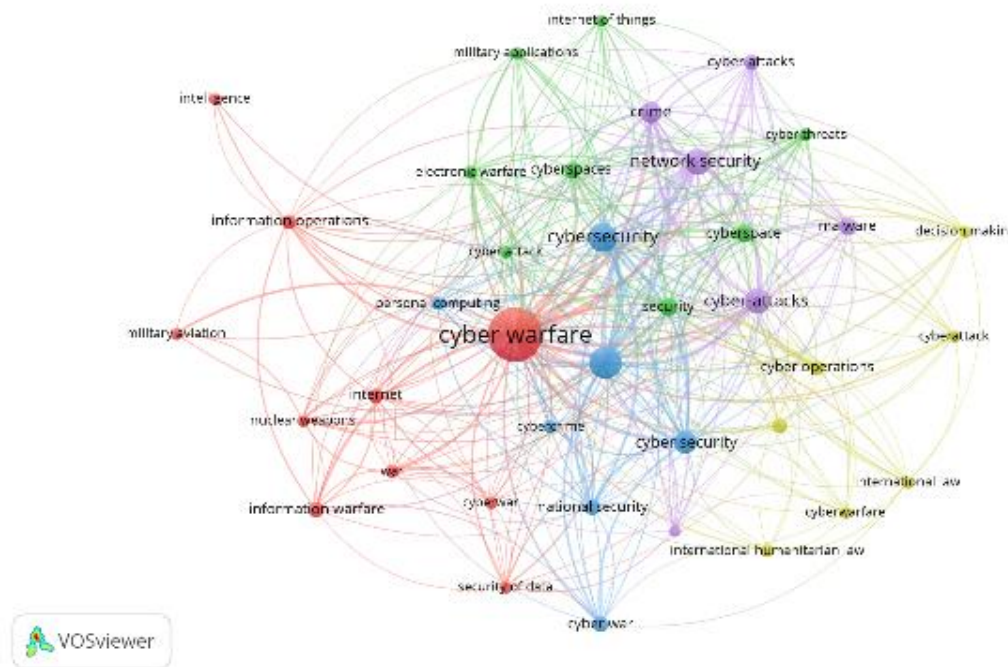 internet of things
military applications
cyber attacks
intelligence
crime
cyber threats
network security
electronic warfare
cyberspaces
information operations
malware
decision makin
cybersecurity
cyberspace
cyber attack
personal computing
cyber-attacks
security
military aviation
cyber warfare
cyberattack
cyber operations
internet
nuclear weapons
cybercrime
cyber security
war
international law
cyberwar
national security
information warfare
cyberwarfare
international humanitarian law
security of data
cyber war
VOSviewer